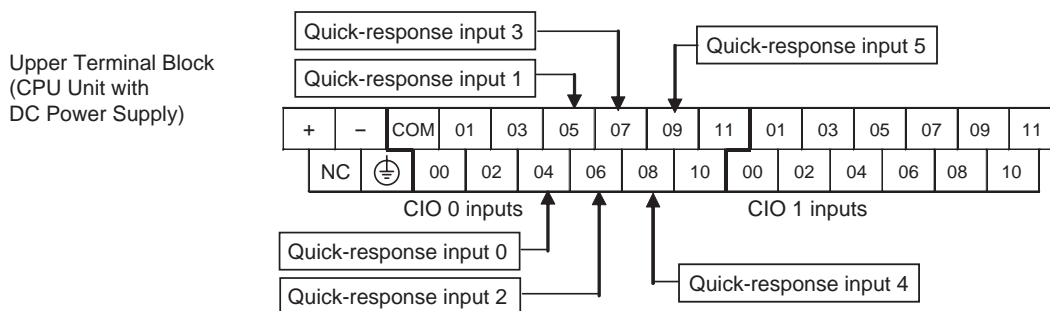 Quick-response input 3
Quick-response input 5
Upper Terminal Block
(CPU Unit with
DC Power Supply)
Quick-response input 1
+ − COM 01 03 05 07 09 11 01 03 05 07 09 11
NC 00 02 04 06 08 10 00 02 04 06 08 10
CIO 0 inputs CIO 1 inputs
Quick-response input 0
Quick-response input 2
Quick-response input 4